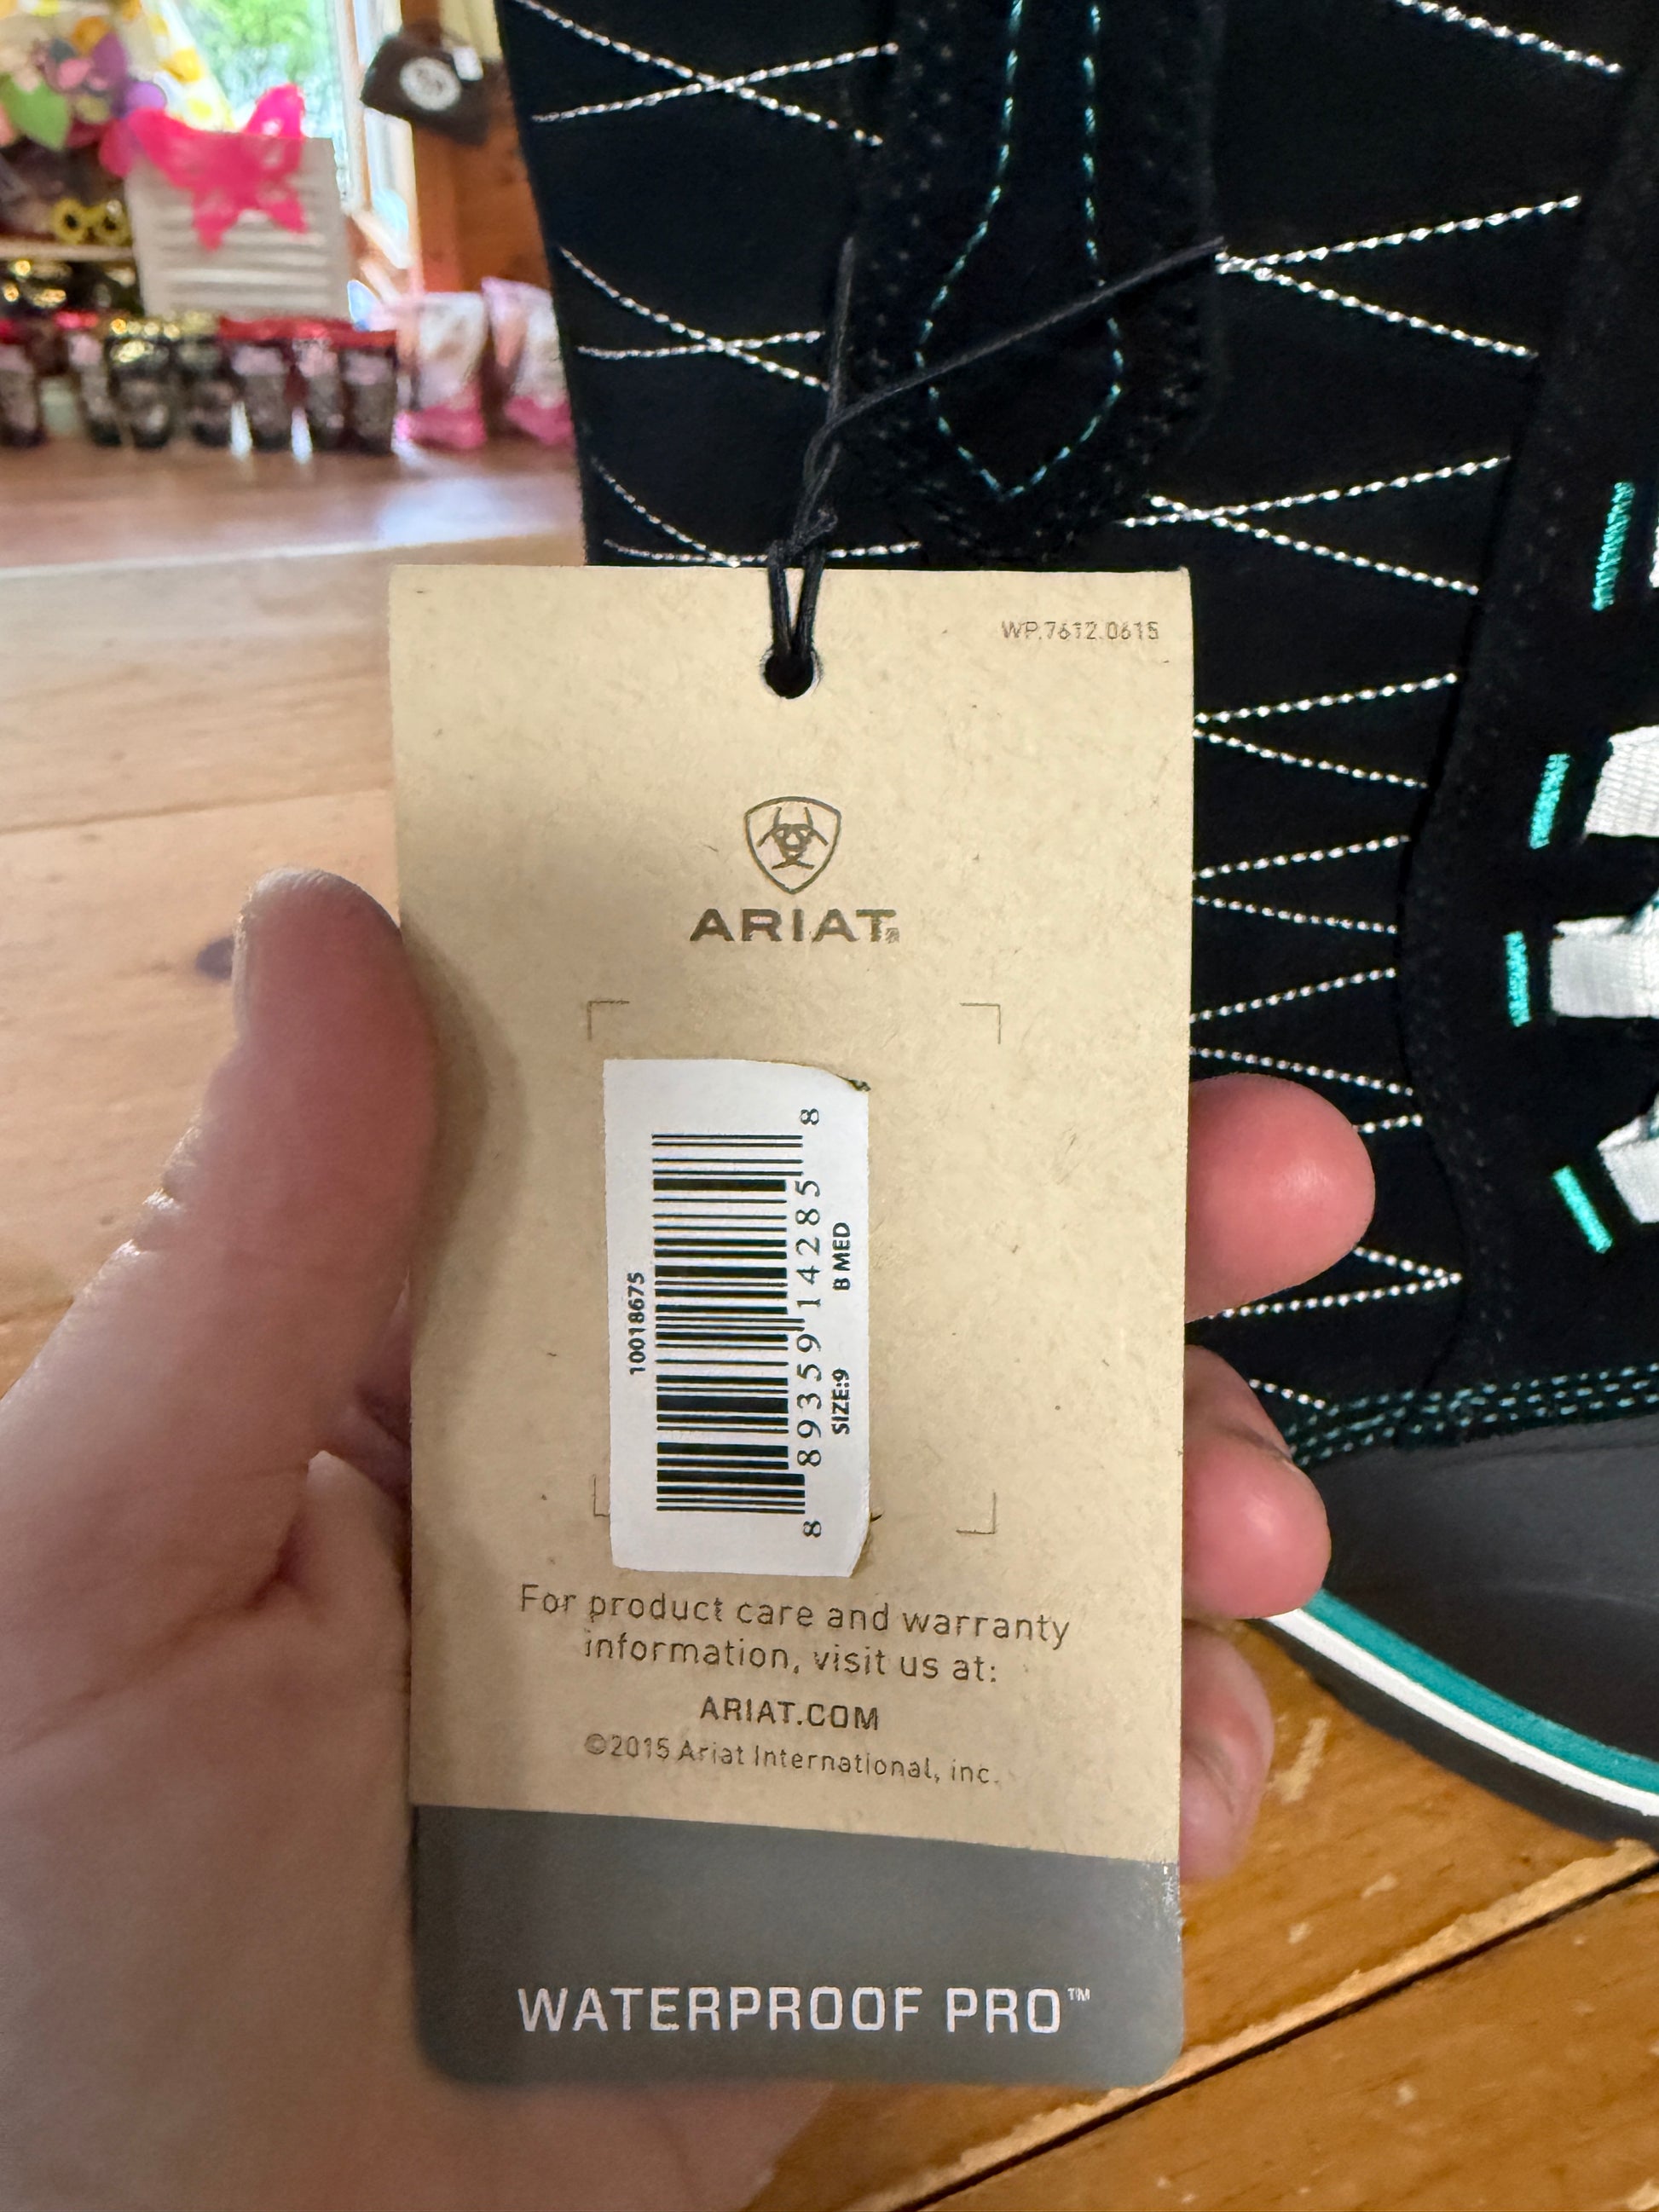 WP.7612.0615
ARIAT
10018675
8 89359 14285 8
SIZE:9 B MED
For product care and warranty
information, visit us at:
ARIAT.COM
©2015 Ariat International, inc.
WATERPROOF PRO™